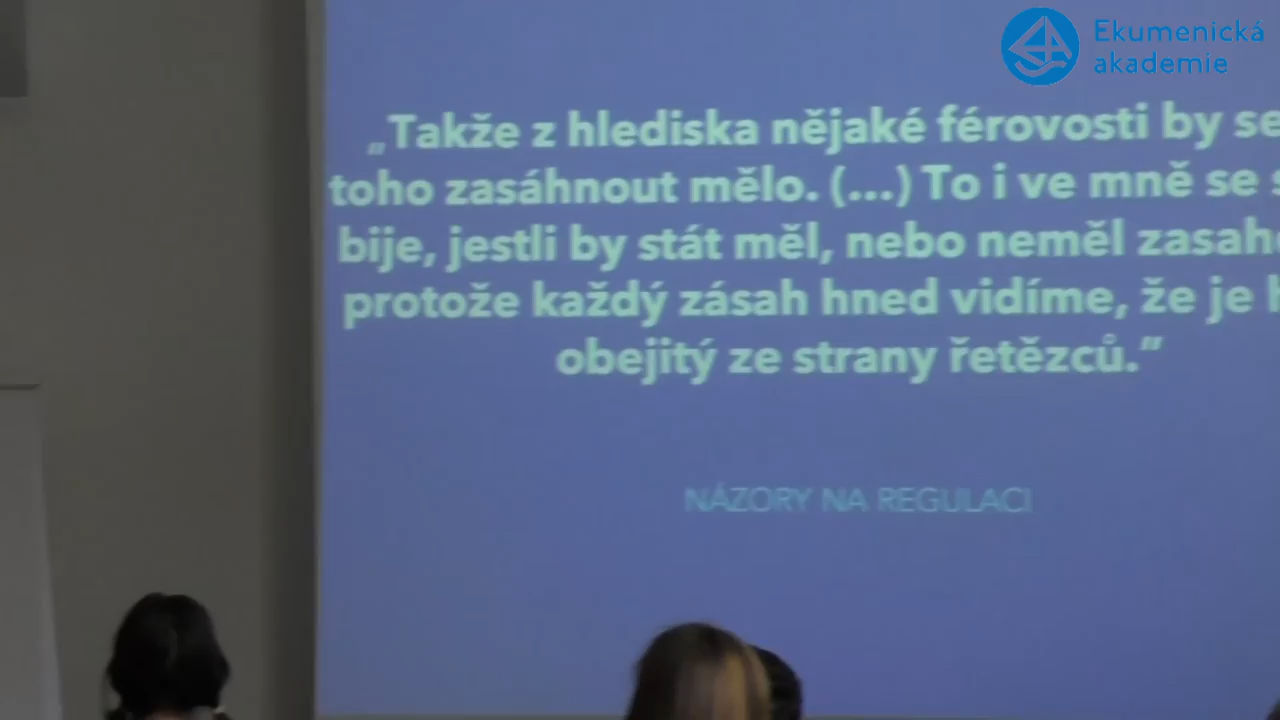 Ekumenická
akademie
„Takže z hlediska nějaké férovosti by se
toho zasáhnout mělo. (...) To i ve mně se
bije, jestli by stát měl, nebo neměl
protože každý zásah hned vidíme, že je
obejitý ze strany řetězců.”
NÁZORY NA REGULACI